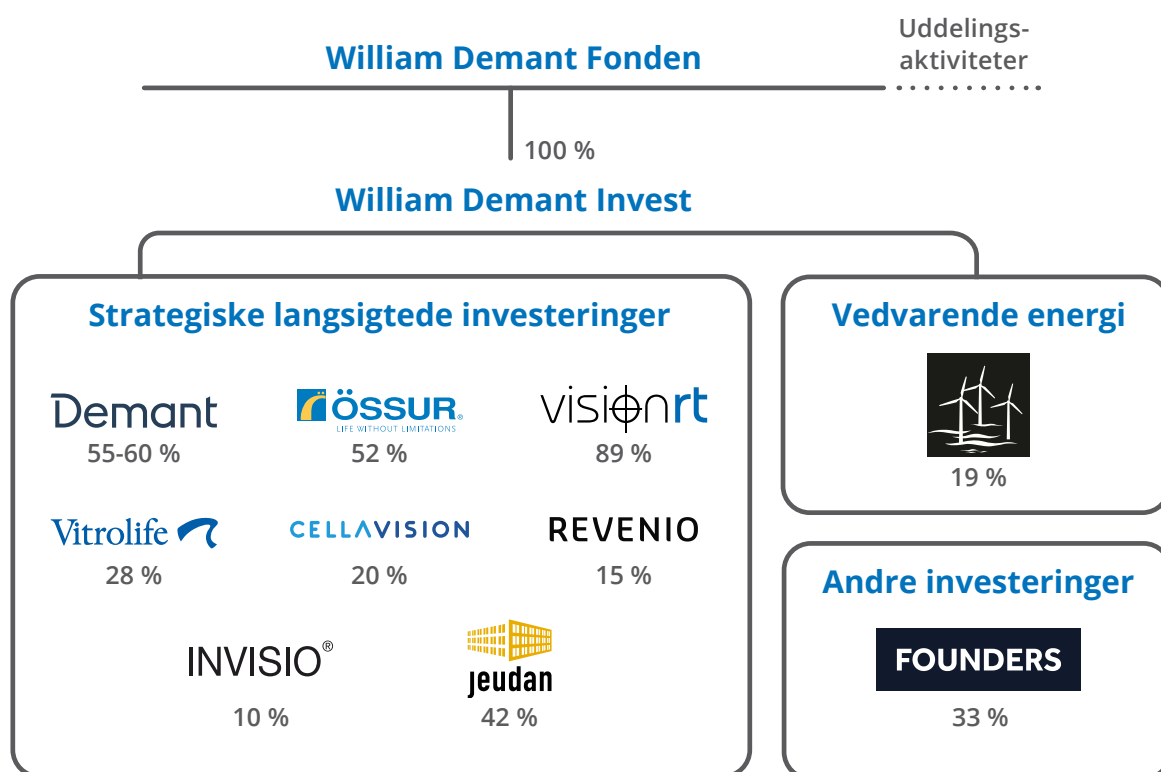 Uddelings-
aktiviteter
William Demant Fonden
100 %
William Demant Invest
Strategiske langsigtede investeringer
Demant
55-60 %
ÖSSUR®
LIFE WITHOUT LIMITATIONS
52 %
visionrt
89 %
Vitrolife
28 %
CELLAVISION
20 %
REVENIO
15 %
INVISIO®
10 %
jeudan
42 %
Vedvarende energi
19 %
Andre investeringer
FOUNDERS
33 %